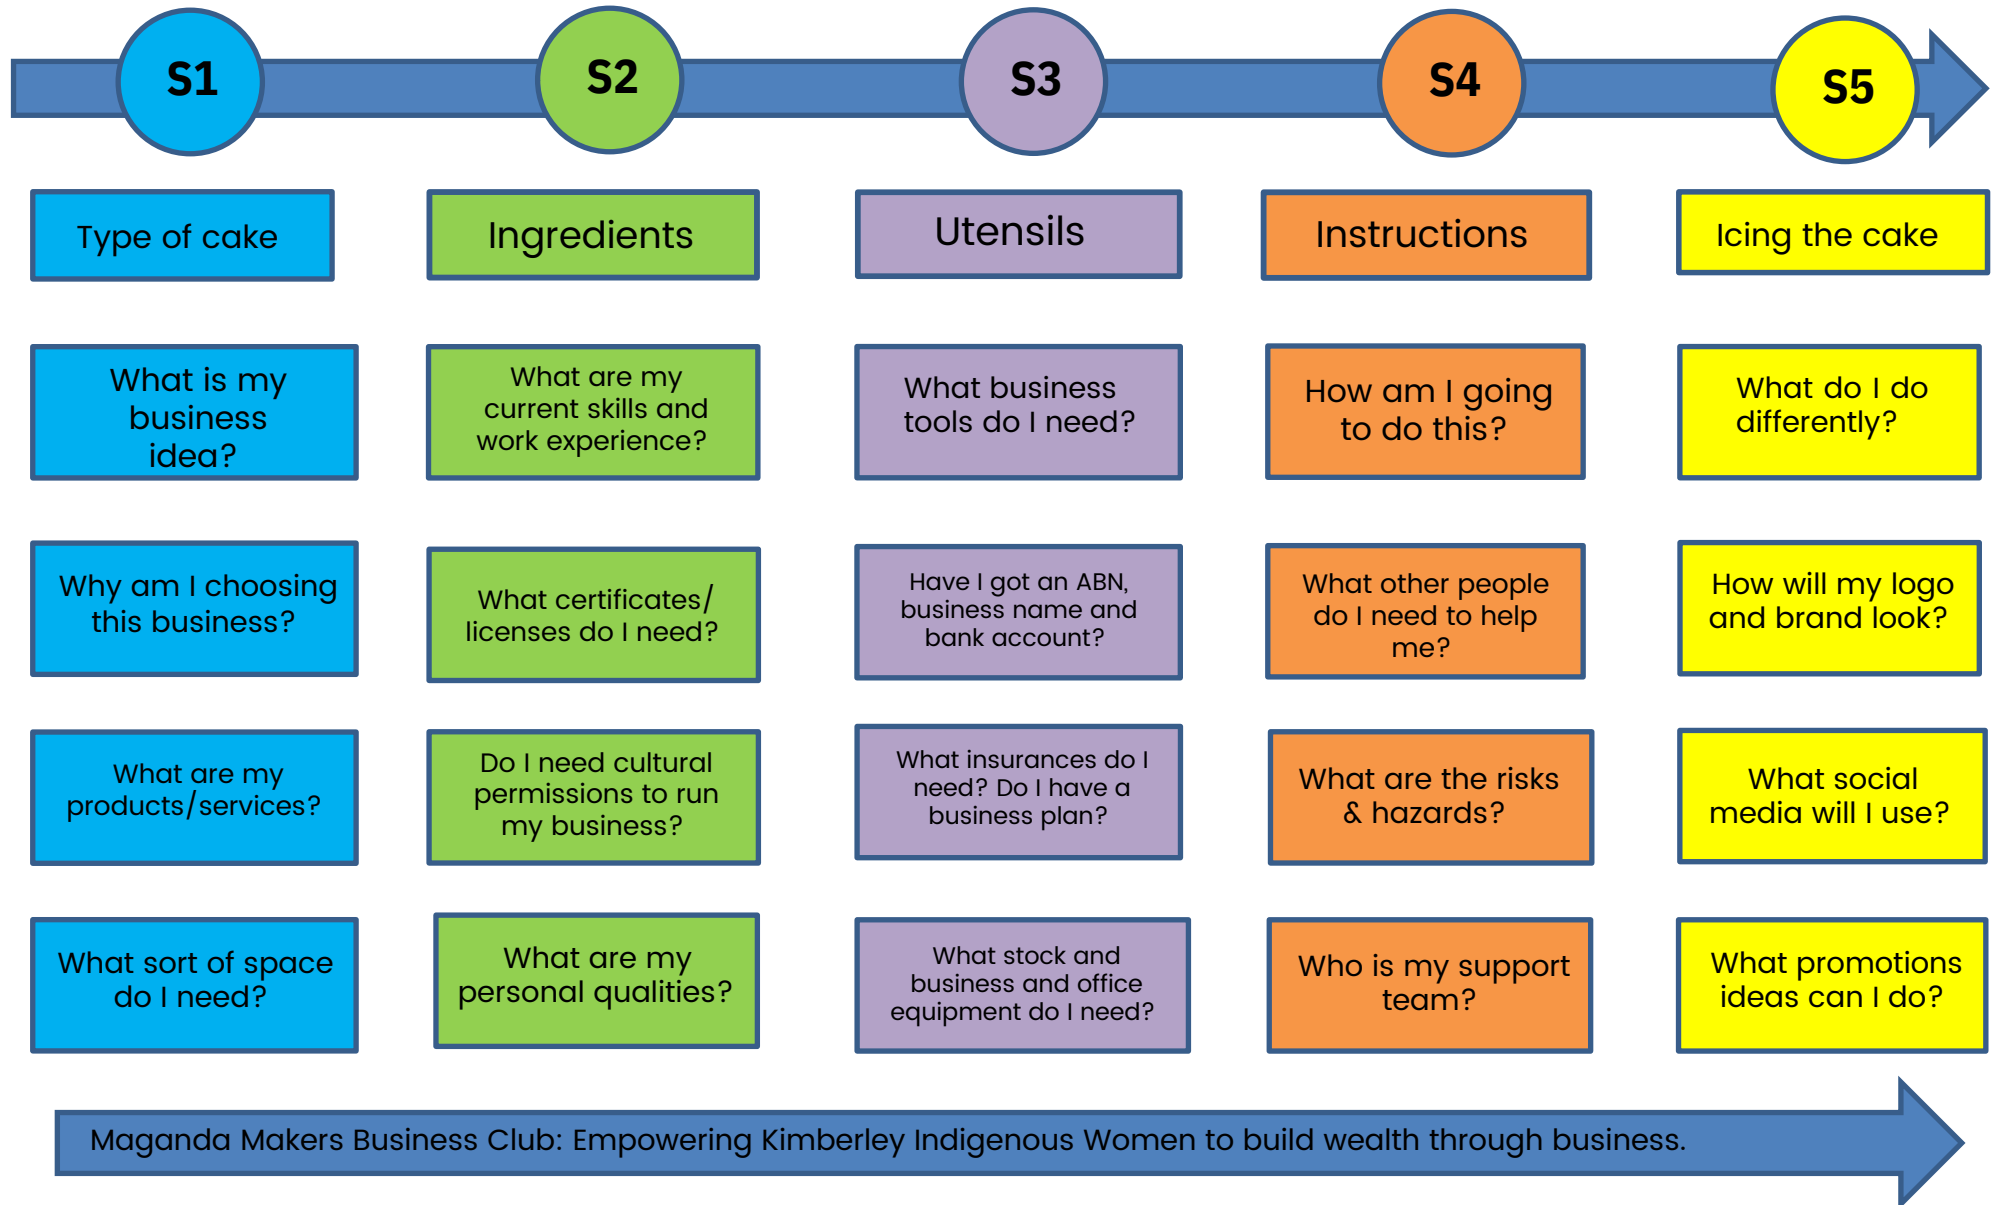 S1
S2
S3
S4
S5
Type of cake
Ingredients
Utensils
Instructions
Icing the cake
What is my
business
idea?
What are my
current skills and
work experience?
What business
tools do I need?
How am I going
to do this?
What do I do
differently?
Why am I choosing
this business?
What certificates/
licenses do I need?
Have I got an ABN,
business name and
bank account?
What other people
do I need to help
me?
How will my logo
and brand look?
What are my
products/services?
Do I need cultural
permissions to run
my business?
What insurances do I
need? Do I have a
business plan?
What are the risks
& hazards?
What social
media will I use?
What sort of space
do I need?
What are my
personal qualities?
What stock and
business and office
equipment do I need?
Who is my support
team?
What promotions
ideas can I do?
Maganda Makers Business Club: Empowering Kimberley Indigenous Women to build wealth through business.